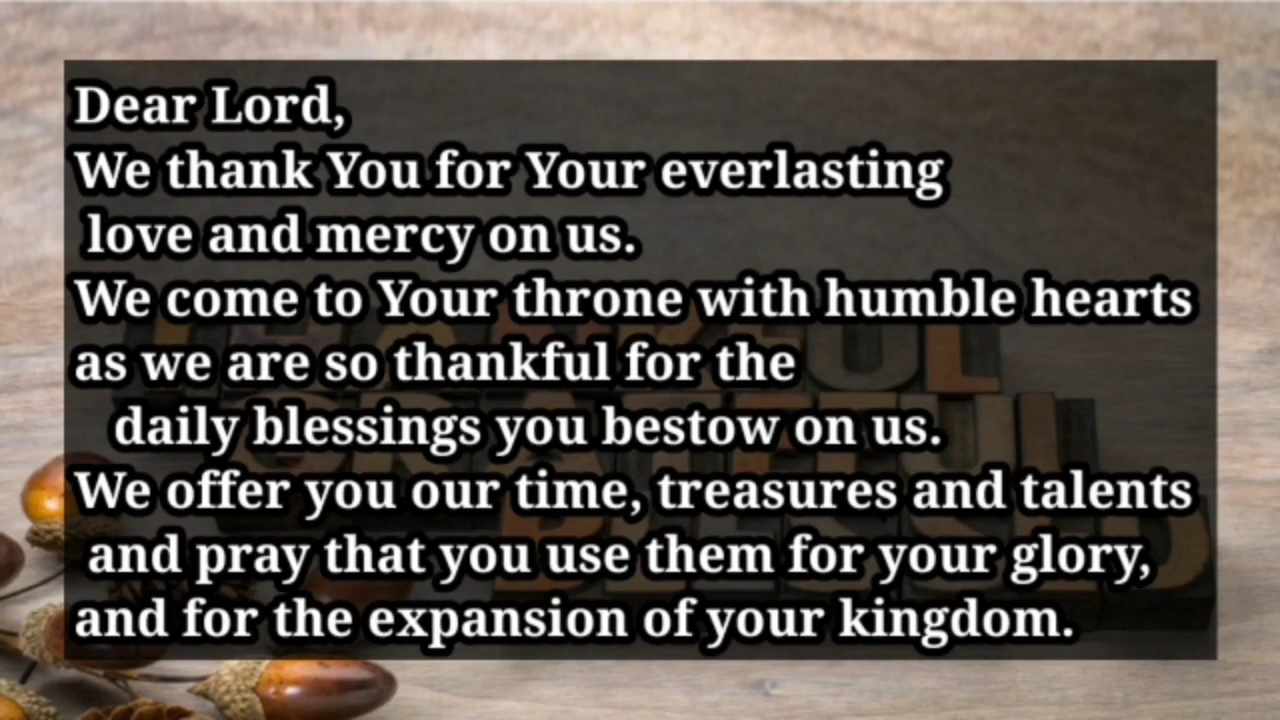 Dear Lord,
We thank You for Your everlasting
love and mercy on us.
We come to Your throne with humble hearts
as we are so thankful for the
daily blessings you bestow on us.
We offer you our time, treasures and talents
and pray that you use them for your glory,
and for the expansion of your kingdom.
THANKFUL
GRATEFUL
BLESSED